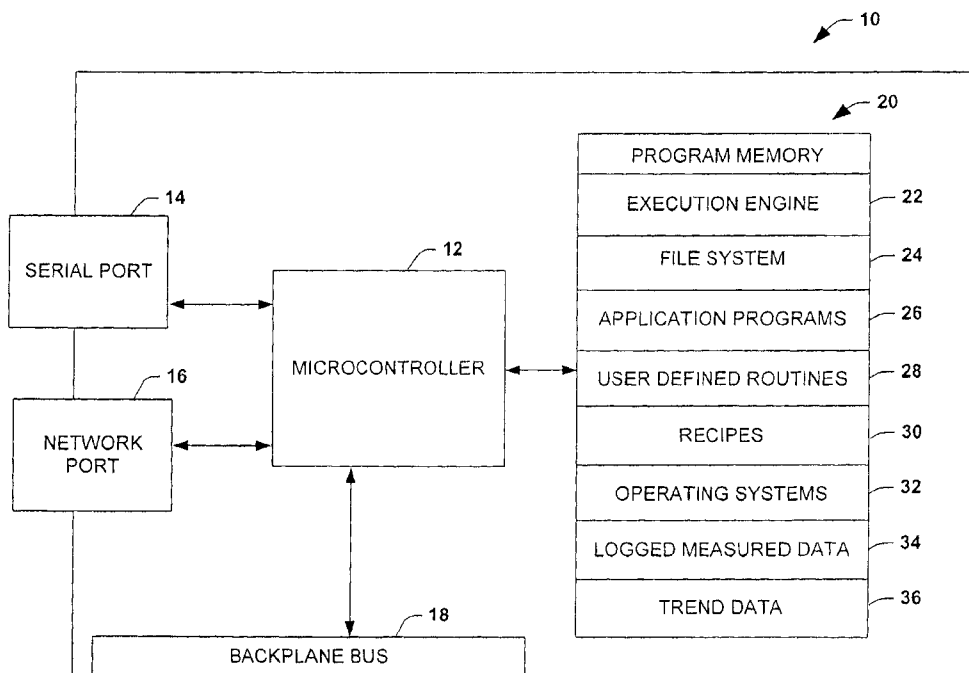 10
20
PROGRAM MEMORY
EXECUTION ENGINE
22
FILE SYSTEM
24
APPLICATION PROGRAMS
26
USER DEFINED ROUTINES
28
RECIPES
30
OPERATING SYSTEMS
32
LOGGED MEASURED DATA
34
TREND DATA
36
14
SERIAL PORT
12
MICROCONTROLLER
16
NETWORK
PORT
18
BACKPLANE BUS